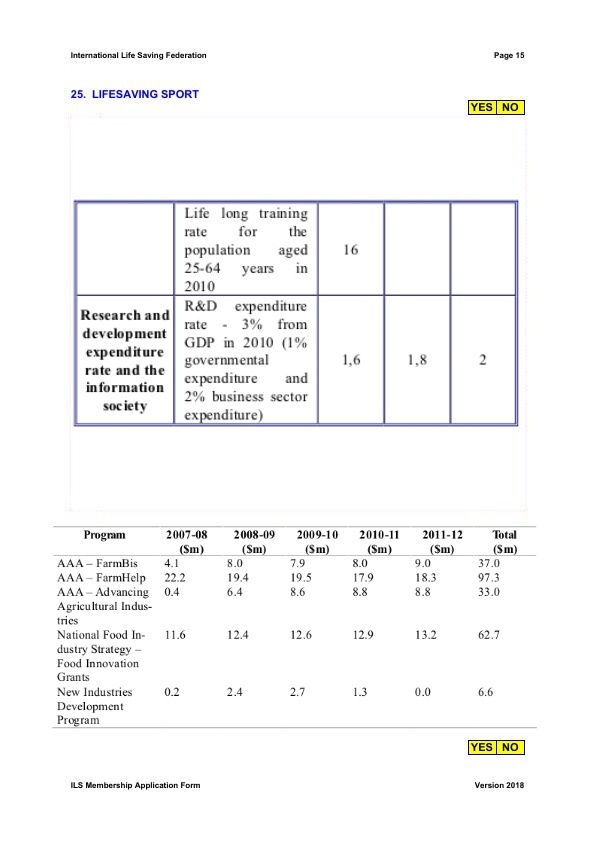 International Life Saving Federation Page 15
25. LIFESAVING SPORT
YES NO
Life long training
rate for the
population aged
25-64 years in
2010
16
Research and
development
expenditure
rate and the
information
society
R&D expenditure
rate - 3% from
GDP in 2010 (1%
governmental
expenditure and
2% business sector
expenditure)
1,6 1,8 2
Program 2007-08 2008-09 2009-10 2010-11 2011-12 Total
($m) ($m) ($m) ($m) ($m) ($m)
AAA – FarmBis 4.1 8.0 7.9 8.0 9.0 37.0
AAA – FarmHelp 22.2 19.4 19.5 17.9 18.3 97.3
AAA – Advancing 0.4 6.4 8.6 8.8 8.8 33.0
Agricultural Indus-
tries
National Food In- 11.6 12.4 12.6 12.9 13.2 62.7
dustry Strategy –
Food Innovation
Grants
New Industries 0.2 2.4 2.7 1.3 0.0 6.6
Development
Program
YES NO
ILS Membership Application Form Version 2018